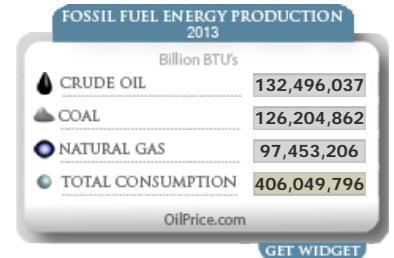 FOSSIL FUEL ENERGY PRODUCTION
2013
Billion BTU's
CRUDE OIL 132,496,037
COAL 126,204,862
NATURAL GAS 97,453,206
TOTAL CONSUMPTION 406,049,796
OilPrice.com
GET WIDGET